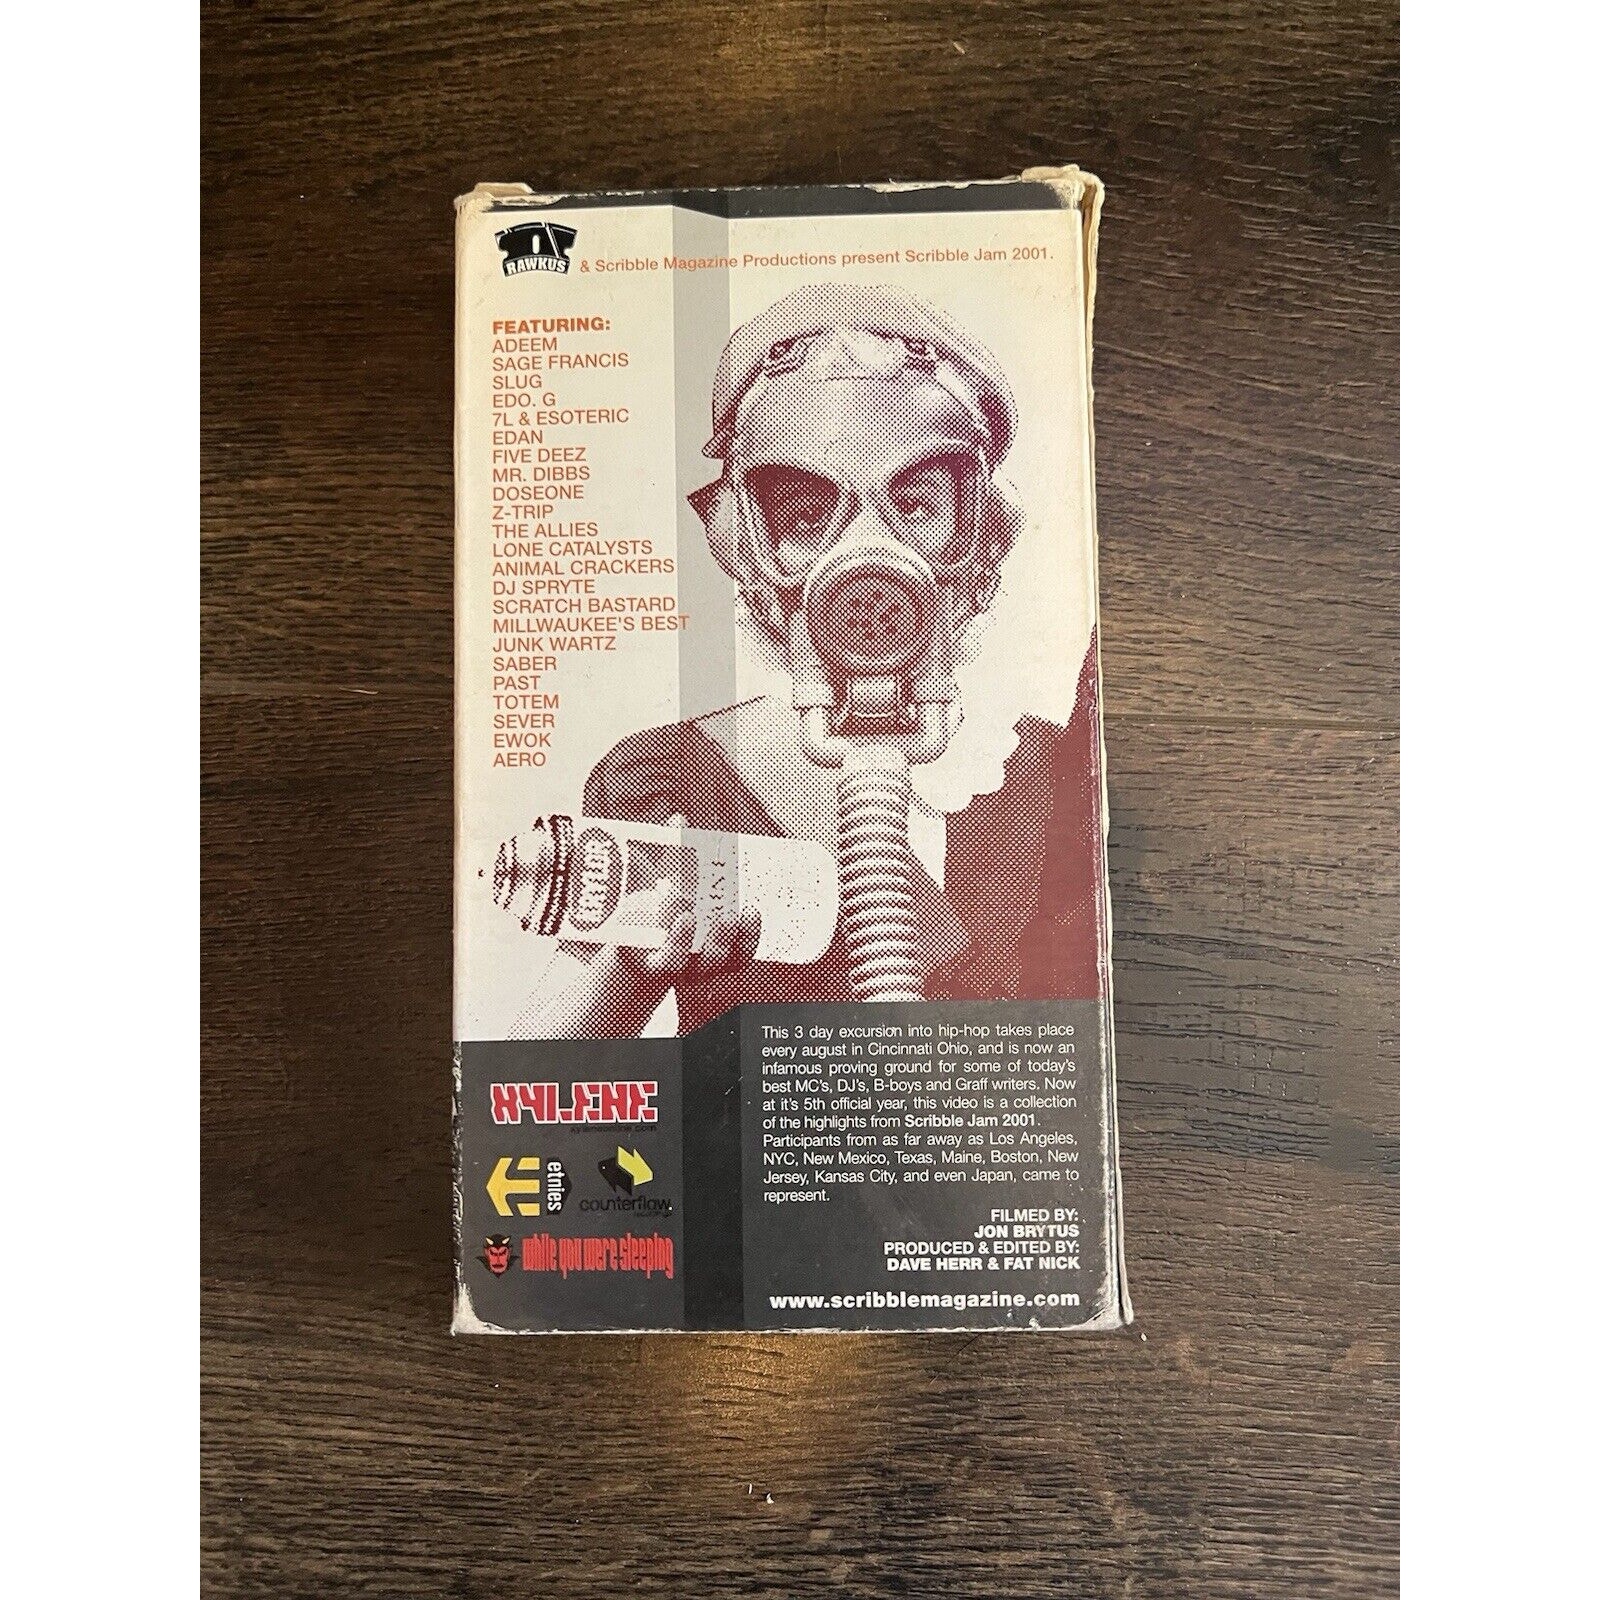 RAWKUS
& Scribble Magazine Productions present Scribble Jam 2001.
FEATURING:
ADEEM
SAGE FRANCIS
SLUG
EDO. G
7L & ESOTERIC
EDAN
FIVE DEEZ
MR. DIBBS
DOSEONE
Z-TRIP
THE ALLIES
LONE CATALYSTS
ANIMAL CRACKERS
DJ SPRYTE
SCRATCH BASTARD
MILLWAUKEE'S BEST
JUNK WARTZ
SABER
PAST
TOTEM
SEVER
EWOK
AERO
This 3 day excursion into hip-hop takes place
every august in Cincinnati Ohio, and is now an
infamous proving ground for some of today's
best MC's, DJ's, B-boys and Graff writers. Now
at it's 5th official year, this video is a collection
of the highlights from Scribble Jam 2001.
Participants from as far away as Los Angeles,
NYC, New Mexico, Texas, Maine, Boston, New
Jersey, Kansas City, and even Japan, came to
represent.
FILMED BY:
JON BRYTUS
PRODUCED & EDITED BY:
DAVE HERR & FAT NICK
www.scribblemagazine.com
XYLENE
xyleneonline.com
etnies
counterflow
recordings
while you were sleeping